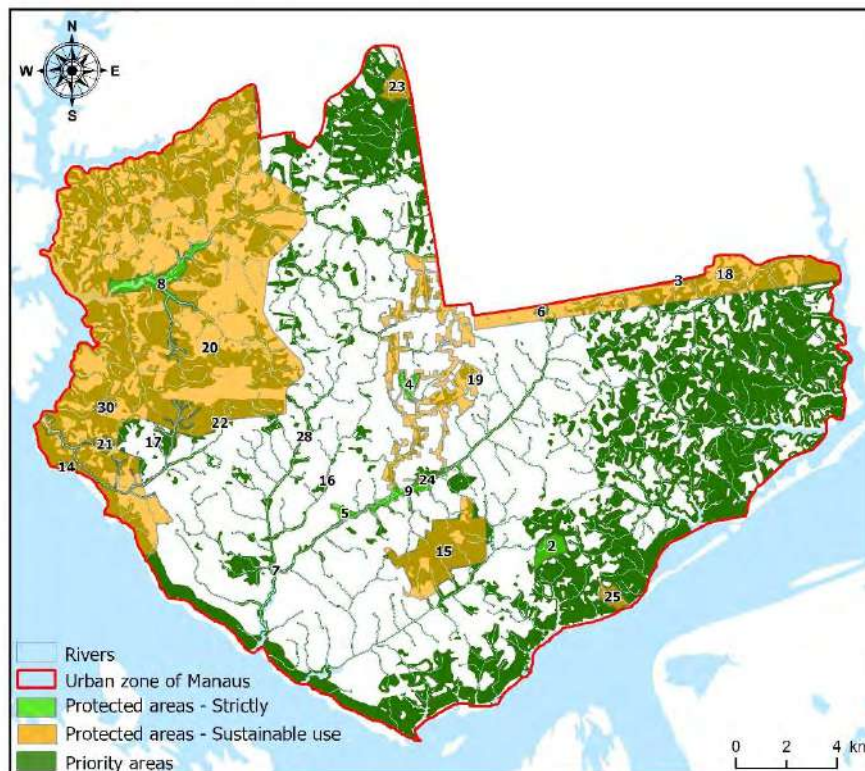 N
W E
S
23
18
3
6
8
20
4
19
30
22
28
21
17
14
16
24
9
5
15
2
7
25
Rivers
Urban zone of Manaus
Protected areas - Strictly
Protected areas - Sustainable use
Priority areas
0 2 4 km